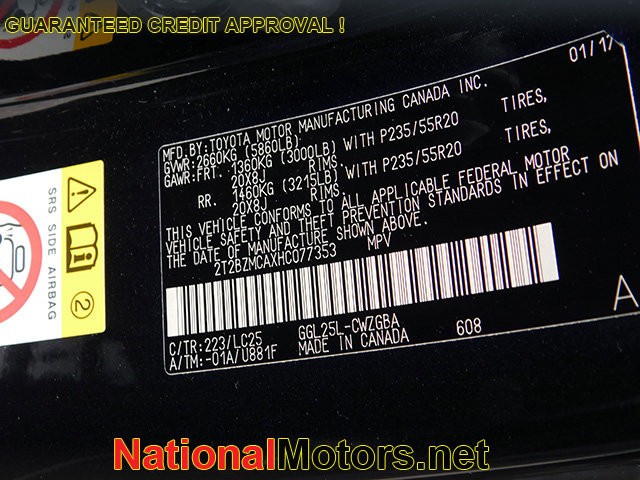 GUARANTEED CREDIT APPROVAL !
01/17
MFD.BY:TOYOTA MOTOR MANUFACTURING CANADA INC.
GVWR:2660KG (5860LB)
GAWR:FRT. 1360KG (3000LB) WITH P235/55R20 TIRES,
20X8J RIMS.
RR. 1460KG (3215LB) WITH P235/55R20 TIRES,
20X8J RIMS.
THIS VEHICLE CONFORMS TO ALL APPLICABLE FEDERAL MOTOR
VEHICLE SAFETY AND THEFT PREVENTION STANDARDS IN EFFECT ON
THE DATE OF MANUFACTURE SHOWN ABOVE.
2T2BZMCAXHC077353 MPV
C/TR:223/LC25 GGL25L-CWZGBA
A/TM:-01A/U881F MADE IN CANADA 608
A
SRS SIDE AIRBAG
2
NationalMotors.net